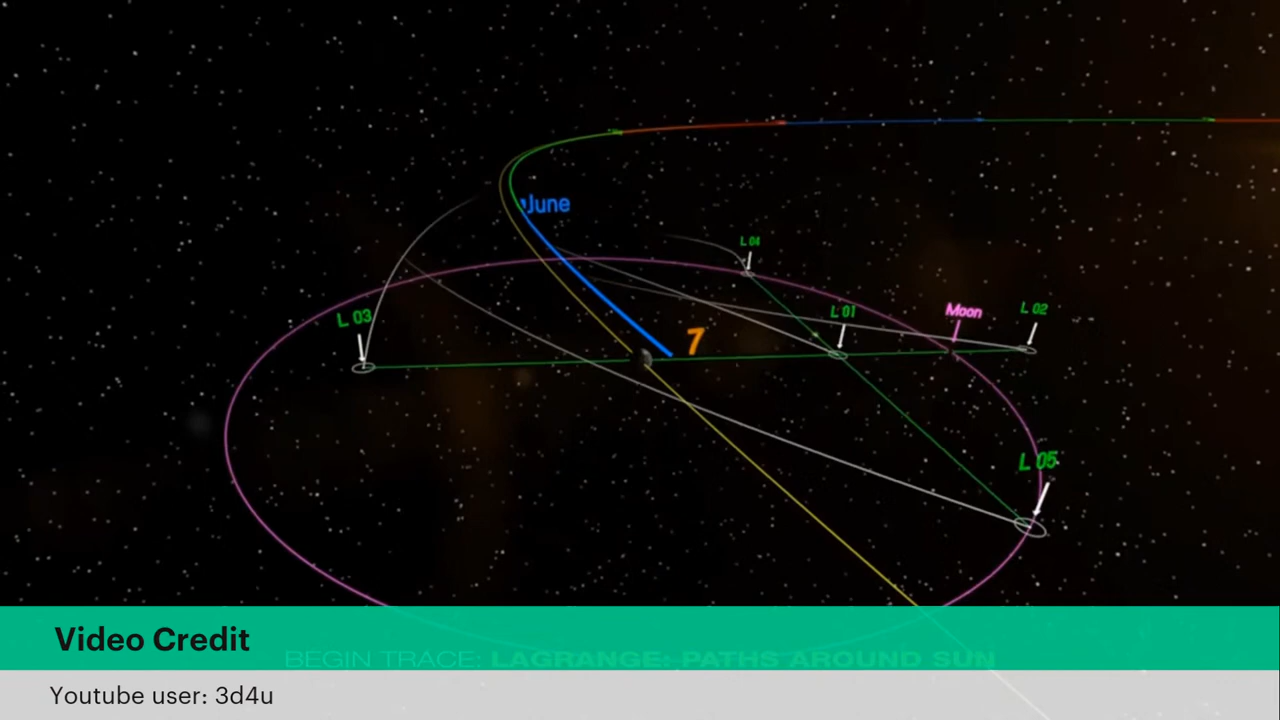 June
L 04
L 03
L 01
Moon
L 02
7
L 05
Video Credit
BEGIN TRACE: LAGRANGE: PATHS AROUND SUN
Youtube user: 3d4u